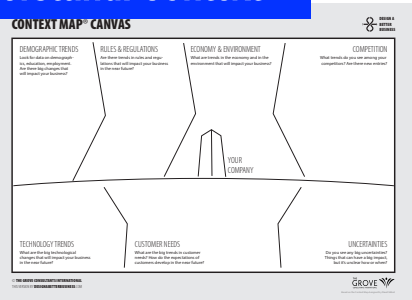 CONTEXT MAP® CANVAS
DESIGN A
BETTER
BUSINESS
DEMOGRAPHIC TRENDS
Look for data on demograph-
ics, education, employment.
Are there big changes that
will impact your business?
RULES & REGULATIONS
Are there trends in rules and regu-
lations that will impact your business
in the near future?
ECONOMY & ENVIRONMENT
What are trends in the economy and in the
environment that will impact your business?
COMPETITION
What trends do you see among your
competitors? Are there new entries?
YOUR
COMPANY
TECHNOLOGY TRENDS
What are the big technological
changes that will impact your business
in the near future?
CUSTOMER NEEDS
What are the big trends in customer
needs? How do the expectations of
customers develop in the new future?
UNCERTAINTIES
Do you see any big uncertainties?
Things that can have a big impact,
but it's unclear how or when?
© THE GROVE CONSULTANTS INTERNATIONAL
THE
GROVE